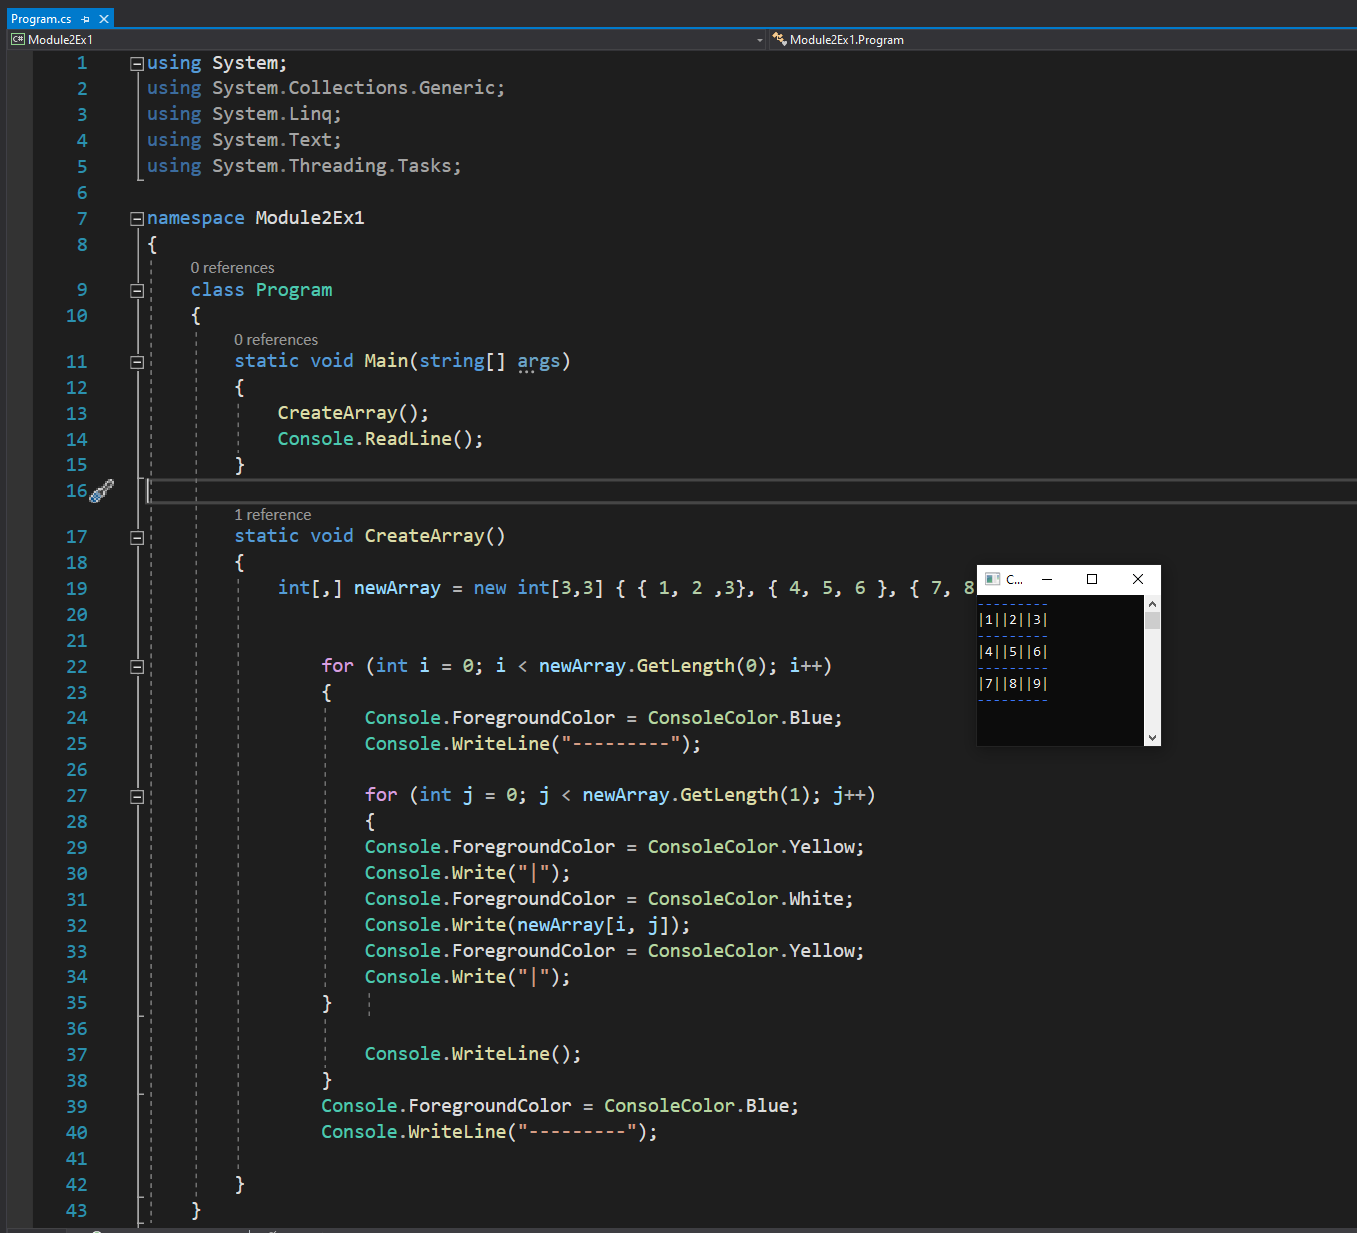 Program.cs
Module2Ex1
Module2Ex1.Program
1 using System;
2 using System.Collections.Generic;
3 using System.Linq;
4 using System.Text;
5 using System.Threading.Tasks;
6
7 namespace Module2Ex1
8 {
0 references
9 class Program
10 {
0 references
11 static void Main(string[] args)
12 {
13 CreateArray();
14 Console.ReadLine();
15 }
16
1 reference
17 static void CreateArray()
18 {
19 int[,] newArray = new int[3,3] { { 1, 2 ,3}, { 4, 5, 6 }, { 7, 8
20
21
22 for (int i = 0; i < newArray.GetLength(0); i++)
23 {
24 Console.ForegroundColor = ConsoleColor.Blue;
25 Console.WriteLine("---------");
26
27 for (int j = 0; j < newArray.GetLength(1); j++)
28 {
29 Console.ForegroundColor = ConsoleColor.Yellow;
30 Console.Write("|");
31 Console.ForegroundColor = ConsoleColor.White;
32 Console.Write(newArray[i, j]);
33 Console.ForegroundColor = ConsoleColor.Yellow;
34 Console.Write("|");
35 }
36
37 Console.WriteLine();
38 }
39 Console.ForegroundColor = ConsoleColor.Blue;
40 Console.WriteLine("---------");
41
42 }
43 }
C...
---------
|1||2||3|
---------
|4||5||6|
---------
|7||8||9|
---------